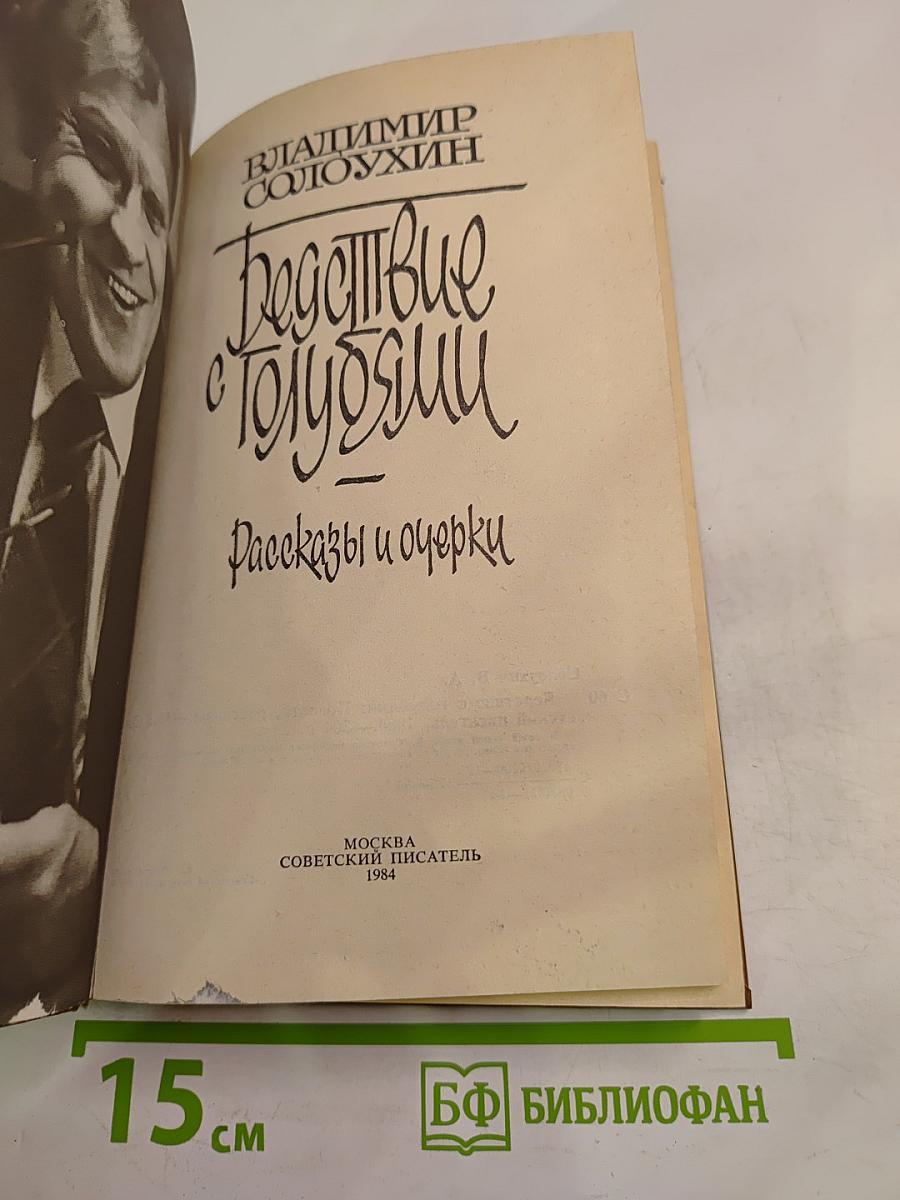 ВЛАДИМИР
СОЛОУХИН
Бедствие
с голубями
Рассказы и очерки
МОСКВА
СОВЕТСКИЙ ПИСАТЕЛЬ
1984
15 см
БФ БИБЛИОФАН